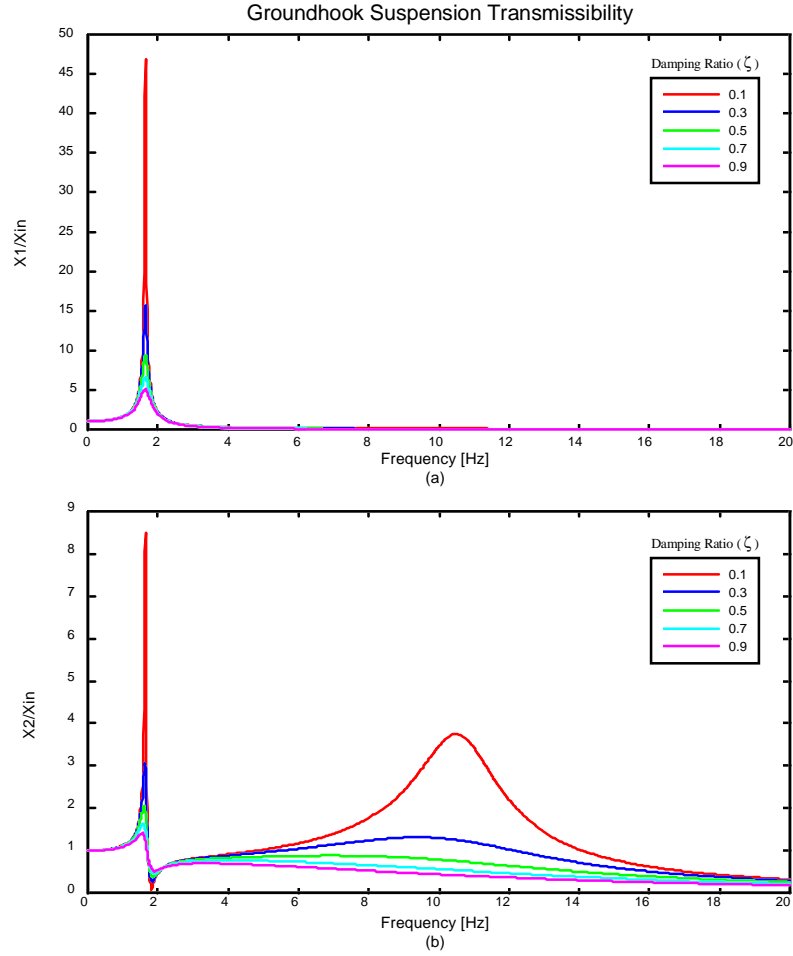 Groundhook Suspension Transmissibility
50
45
40
35
30
25
20
15
10
5
0
X1/Xin
0 2 4 6 8 10 12 14 16 18 20
Frequency [Hz]
(a)
Damping Ratio ( ζ )
0.1
0.3
0.5
0.7
0.9
9
8
7
6
5
4
3
2
1
0
X2/Xin
0 2 4 6 8 10 12 14 16 18 20
Frequency [Hz]
(b)
Damping Ratio ( ζ )
0.1
0.3
0.5
0.7
0.9